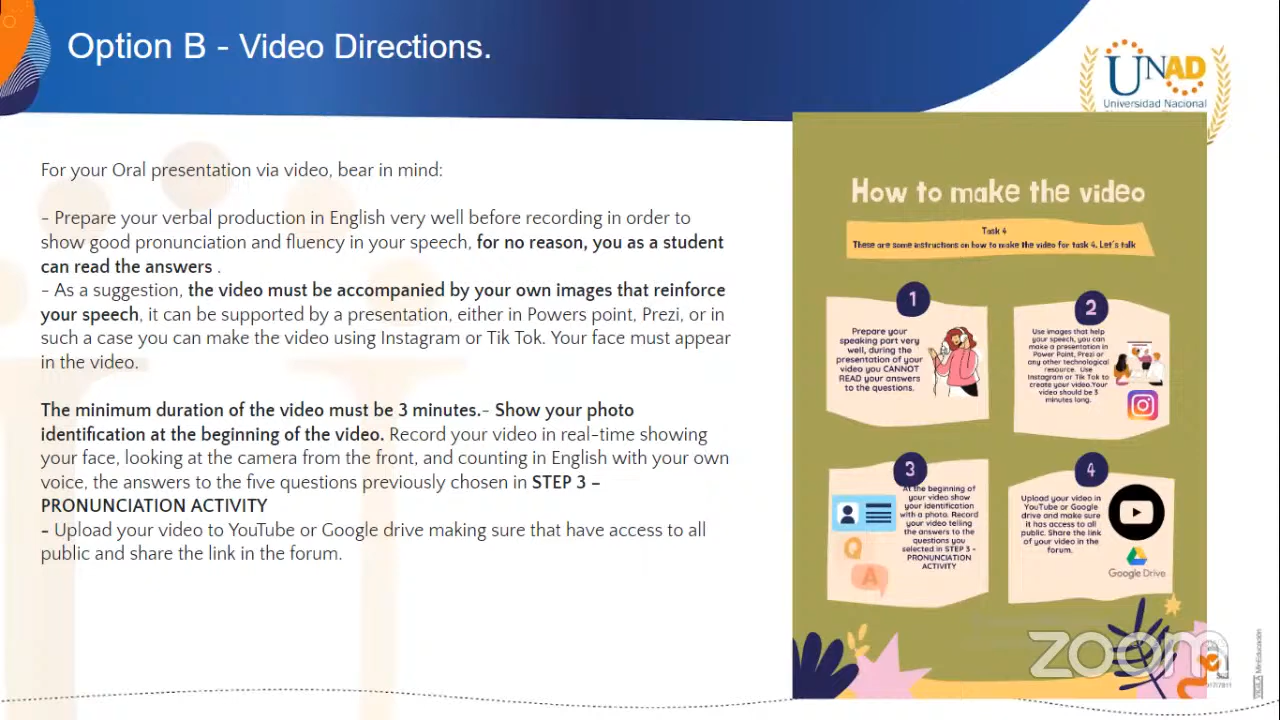 Option B - Video Directions.
UNAD
Universidad Nacional
For your Oral presentation via video, bear in mind:
- Prepare your verbal production in English very well before recording in order to
show good pronunciation and fluency in your speech, for no reason, you as a student
can read the answers .
- As a suggestion, the video must be accompanied by your own images that reinforce
your speech, it can be supported by a presentation, either in Powers point, Prezi, or in
such a case you can make the video using Instagram or Tik Tok. Your face must appear
in the video.
The minimum duration of the video must be 3 minutes.- Show your photo
identification at the beginning of the video. Record your video in real-time showing
your face, looking at the camera from the front, and counting in English with your own
voice, the answers to the five questions previously chosen in STEP 3 –
PRONUNCIATION ACTIVITY
- Upload your video to YouTube or Google drive making sure that have access to all
public and share the link in the forum.
How to make the video
Task 4
These are some instructions on how to make the video for task 4. Let's talk
1
Prepare your
speaking part very
well, during the
presentation of your
video you CANNOT
READ your answers
to the questions.
2
Use images that help
your speech, you can
make a presentation in
Power Point, Prezi or
any other technological
resource. Use
Instagram or Tik Tok to
create your video.Your
video should be 3
minutes long.
3
At the beginning of
your video show
your identification
with a photo. Record
your video telling
the answers to the
questions you
selected in STEP 3 -
PRONUNCIATION
ACTIVITY
Q
A
4
Upload your video in
YouTube or Google
drive and make sure
it has access to all
public. Share the link
of your video in the
forum.
Google Drive
zoom
VIGILA MinEducación